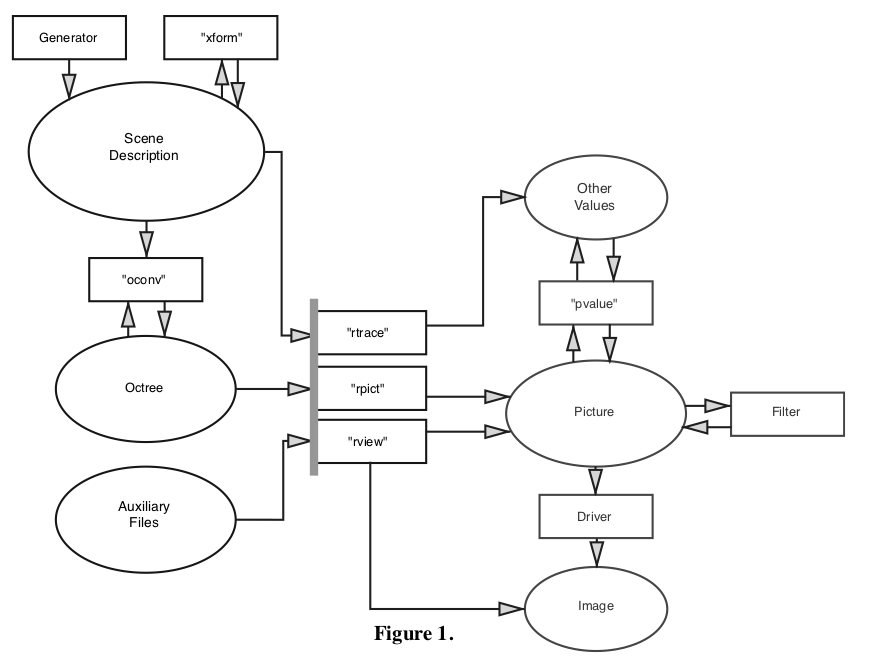 Generator
"xform"
Scene
Description
Other
Values
"oconv"
"pvalue"
"rtrace"
Octree
"rpict"
Picture
Filter
"rview"
Auxiliary
Files
Driver
Image
Figure 1.